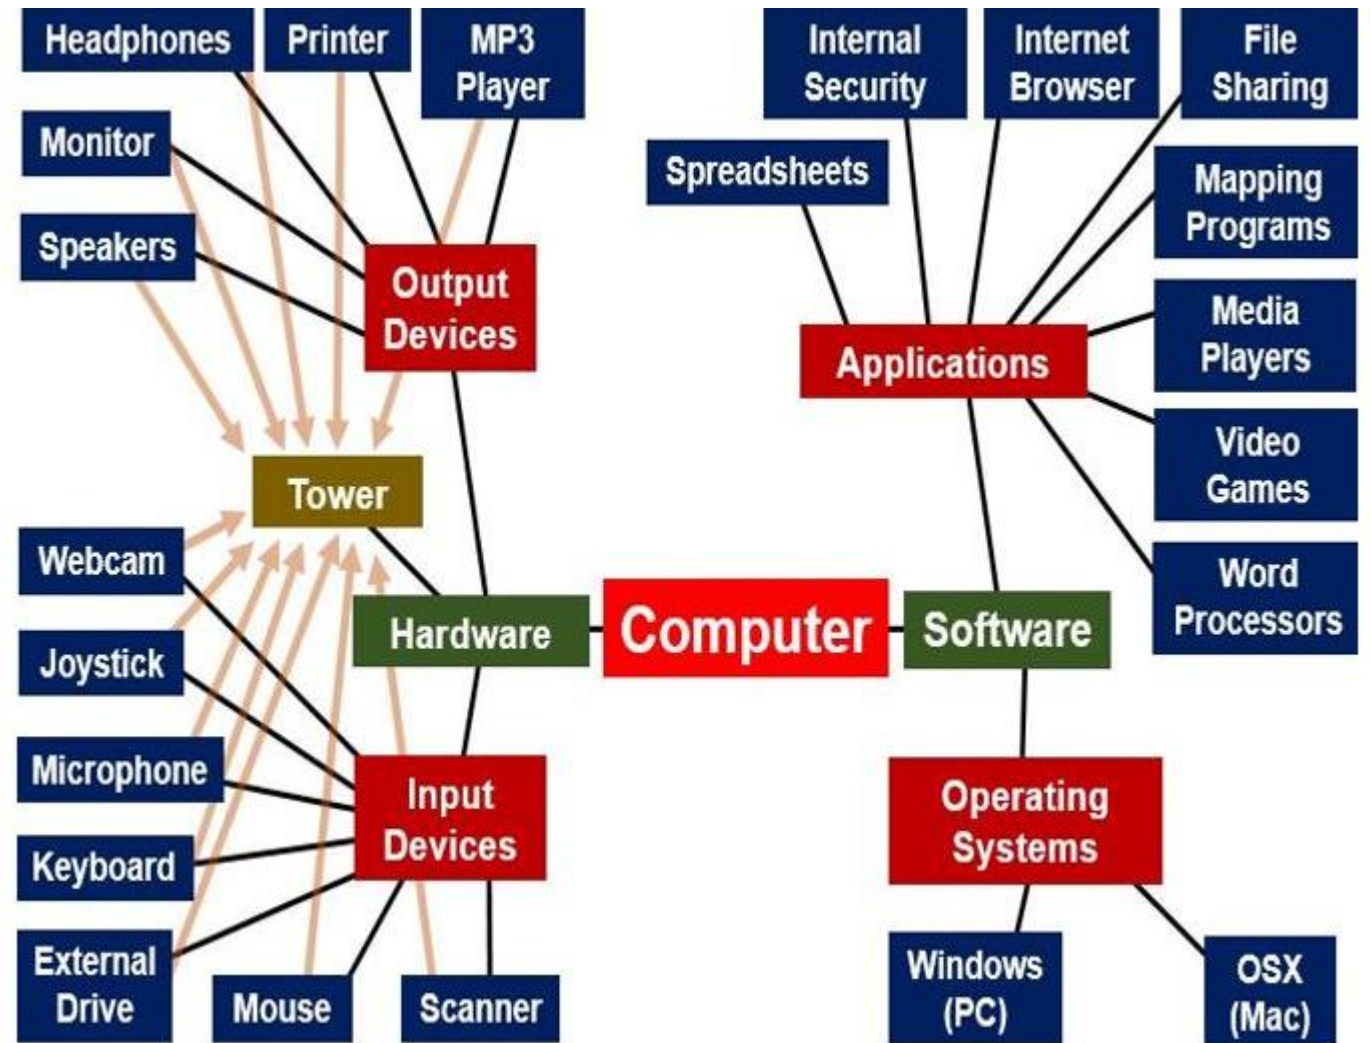 Headphones
Printer
MP3
Player
Monitor
Speakers
Output
Devices
Tower
Webcam
Joystick
Microphone
Keyboard
External
Drive
Mouse
Scanner
Input
Devices
Hardware
Computer
Software
Internal
Security
Internet
Browser
File
Sharing
Spreadsheets
Mapping
Programs
Media
Players
Applications
Video
Games
Word
Processors
Operating
Systems
Windows
(PC)
OSX
(Mac)